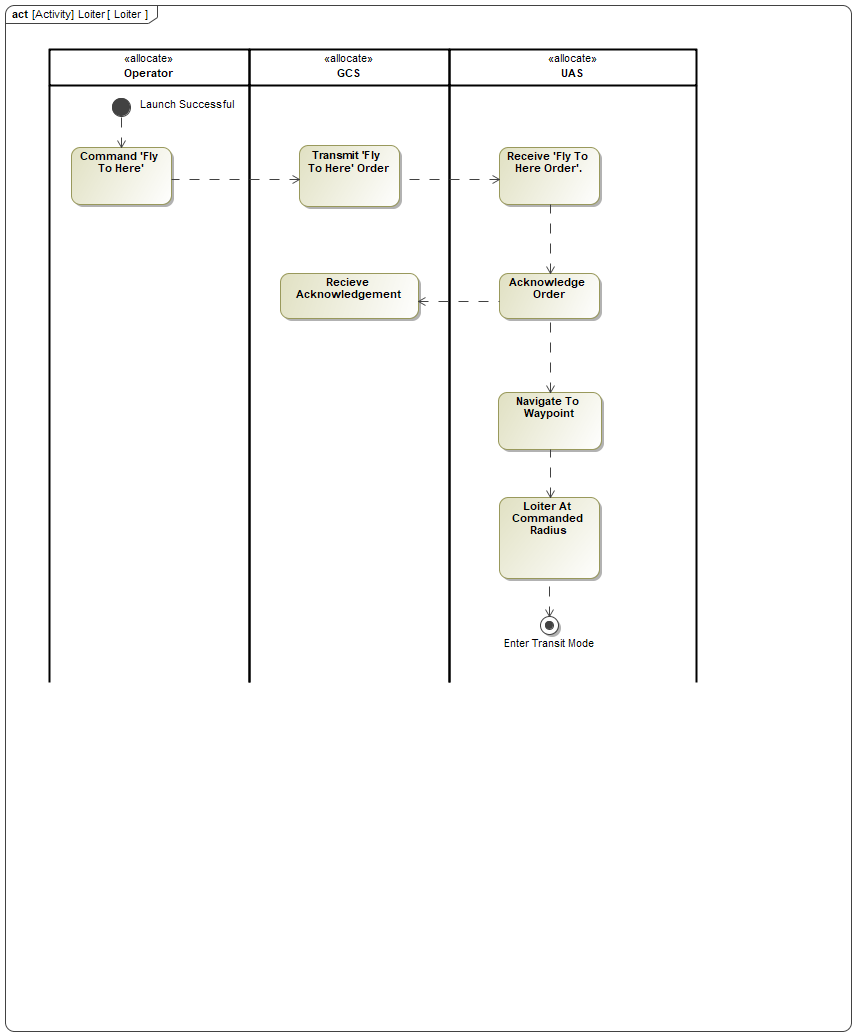 act [Activity] Loiter [ Loiter ]
«allocate»
Operator
«allocate»
GCS
«allocate»
UAS
Launch Successful
Command 'Fly
To Here'
Transmit 'Fly
To Here' Order
Receive 'Fly To
Here Order'.
Recieve
Acknowledgement
Acknowledge
Order
Navigate To
Waypoint
Loiter At
Commanded
Radius
Enter Transit Mode